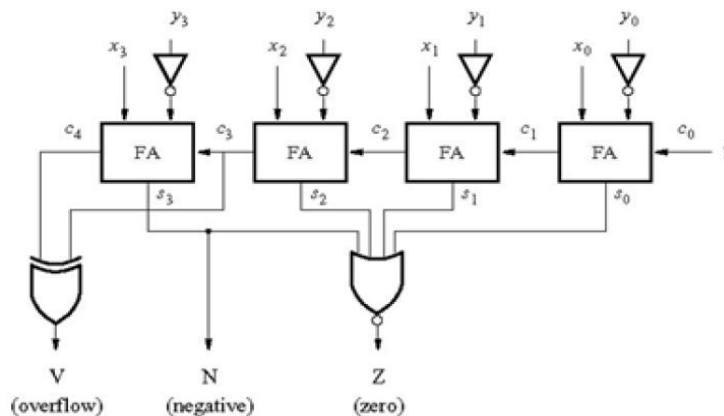 y3 y2 y1 y0
x3 x2 x1 x0
c4 c3 c2 c1 c0
FA FA FA FA
s3 s2 s1 s0
V N Z
(overflow) (negative) (zero)